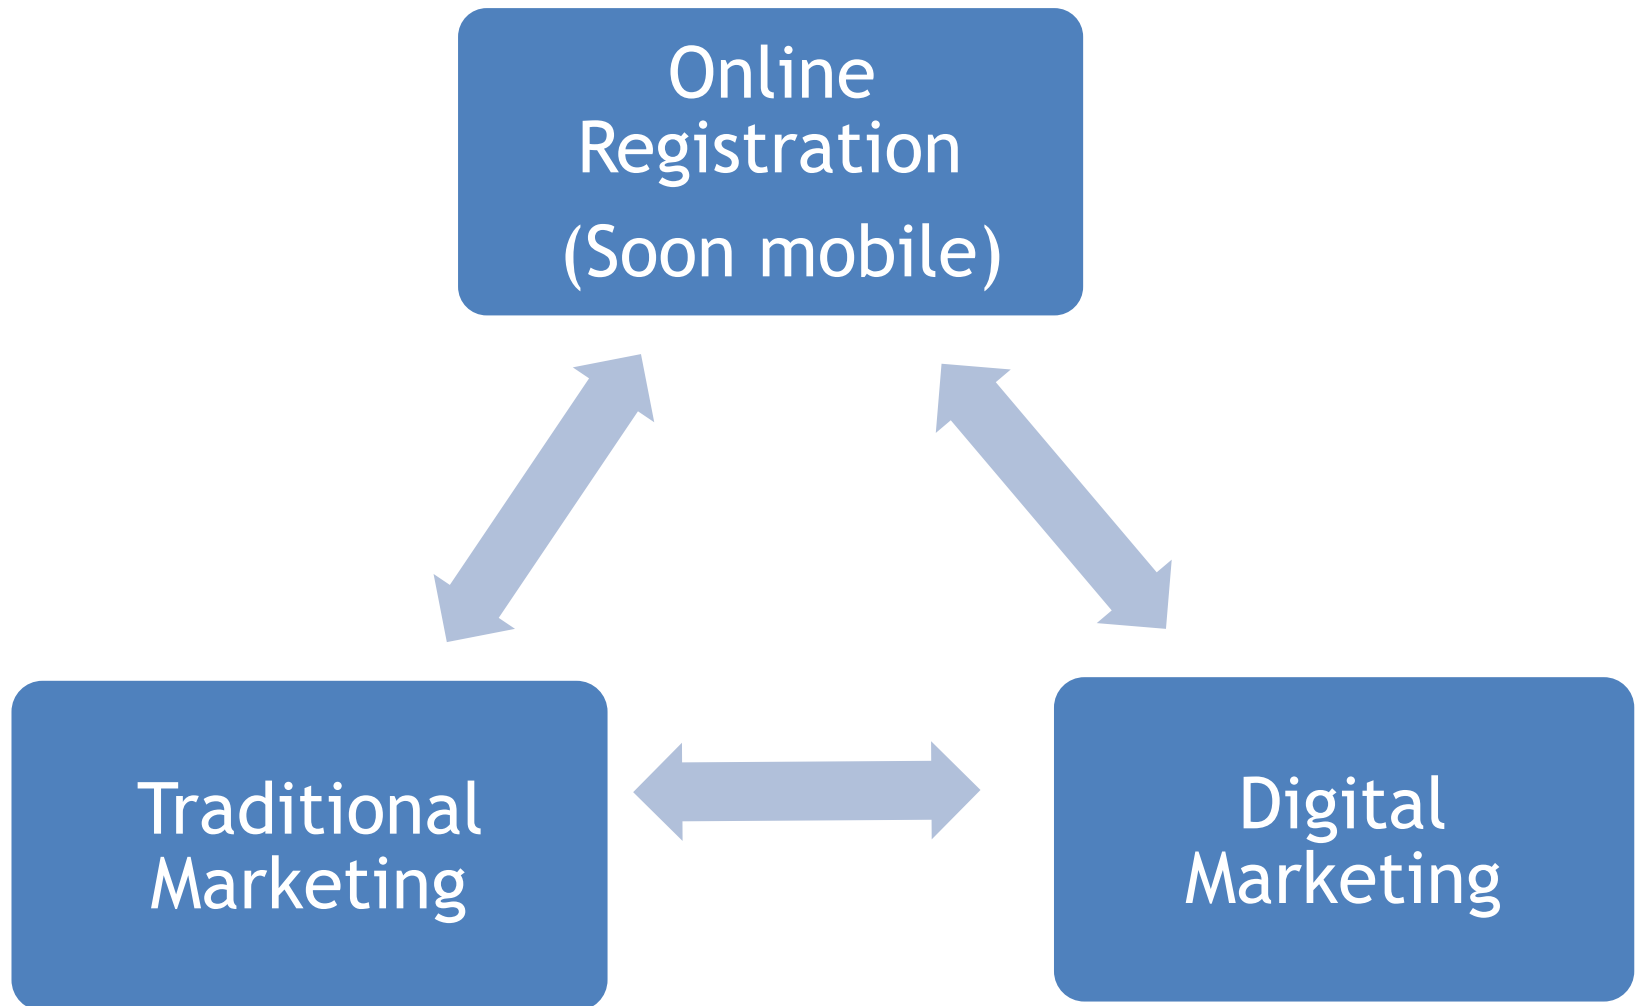 Online
Registration
(Soon mobile)
Traditional
Marketing
Digital
Marketing